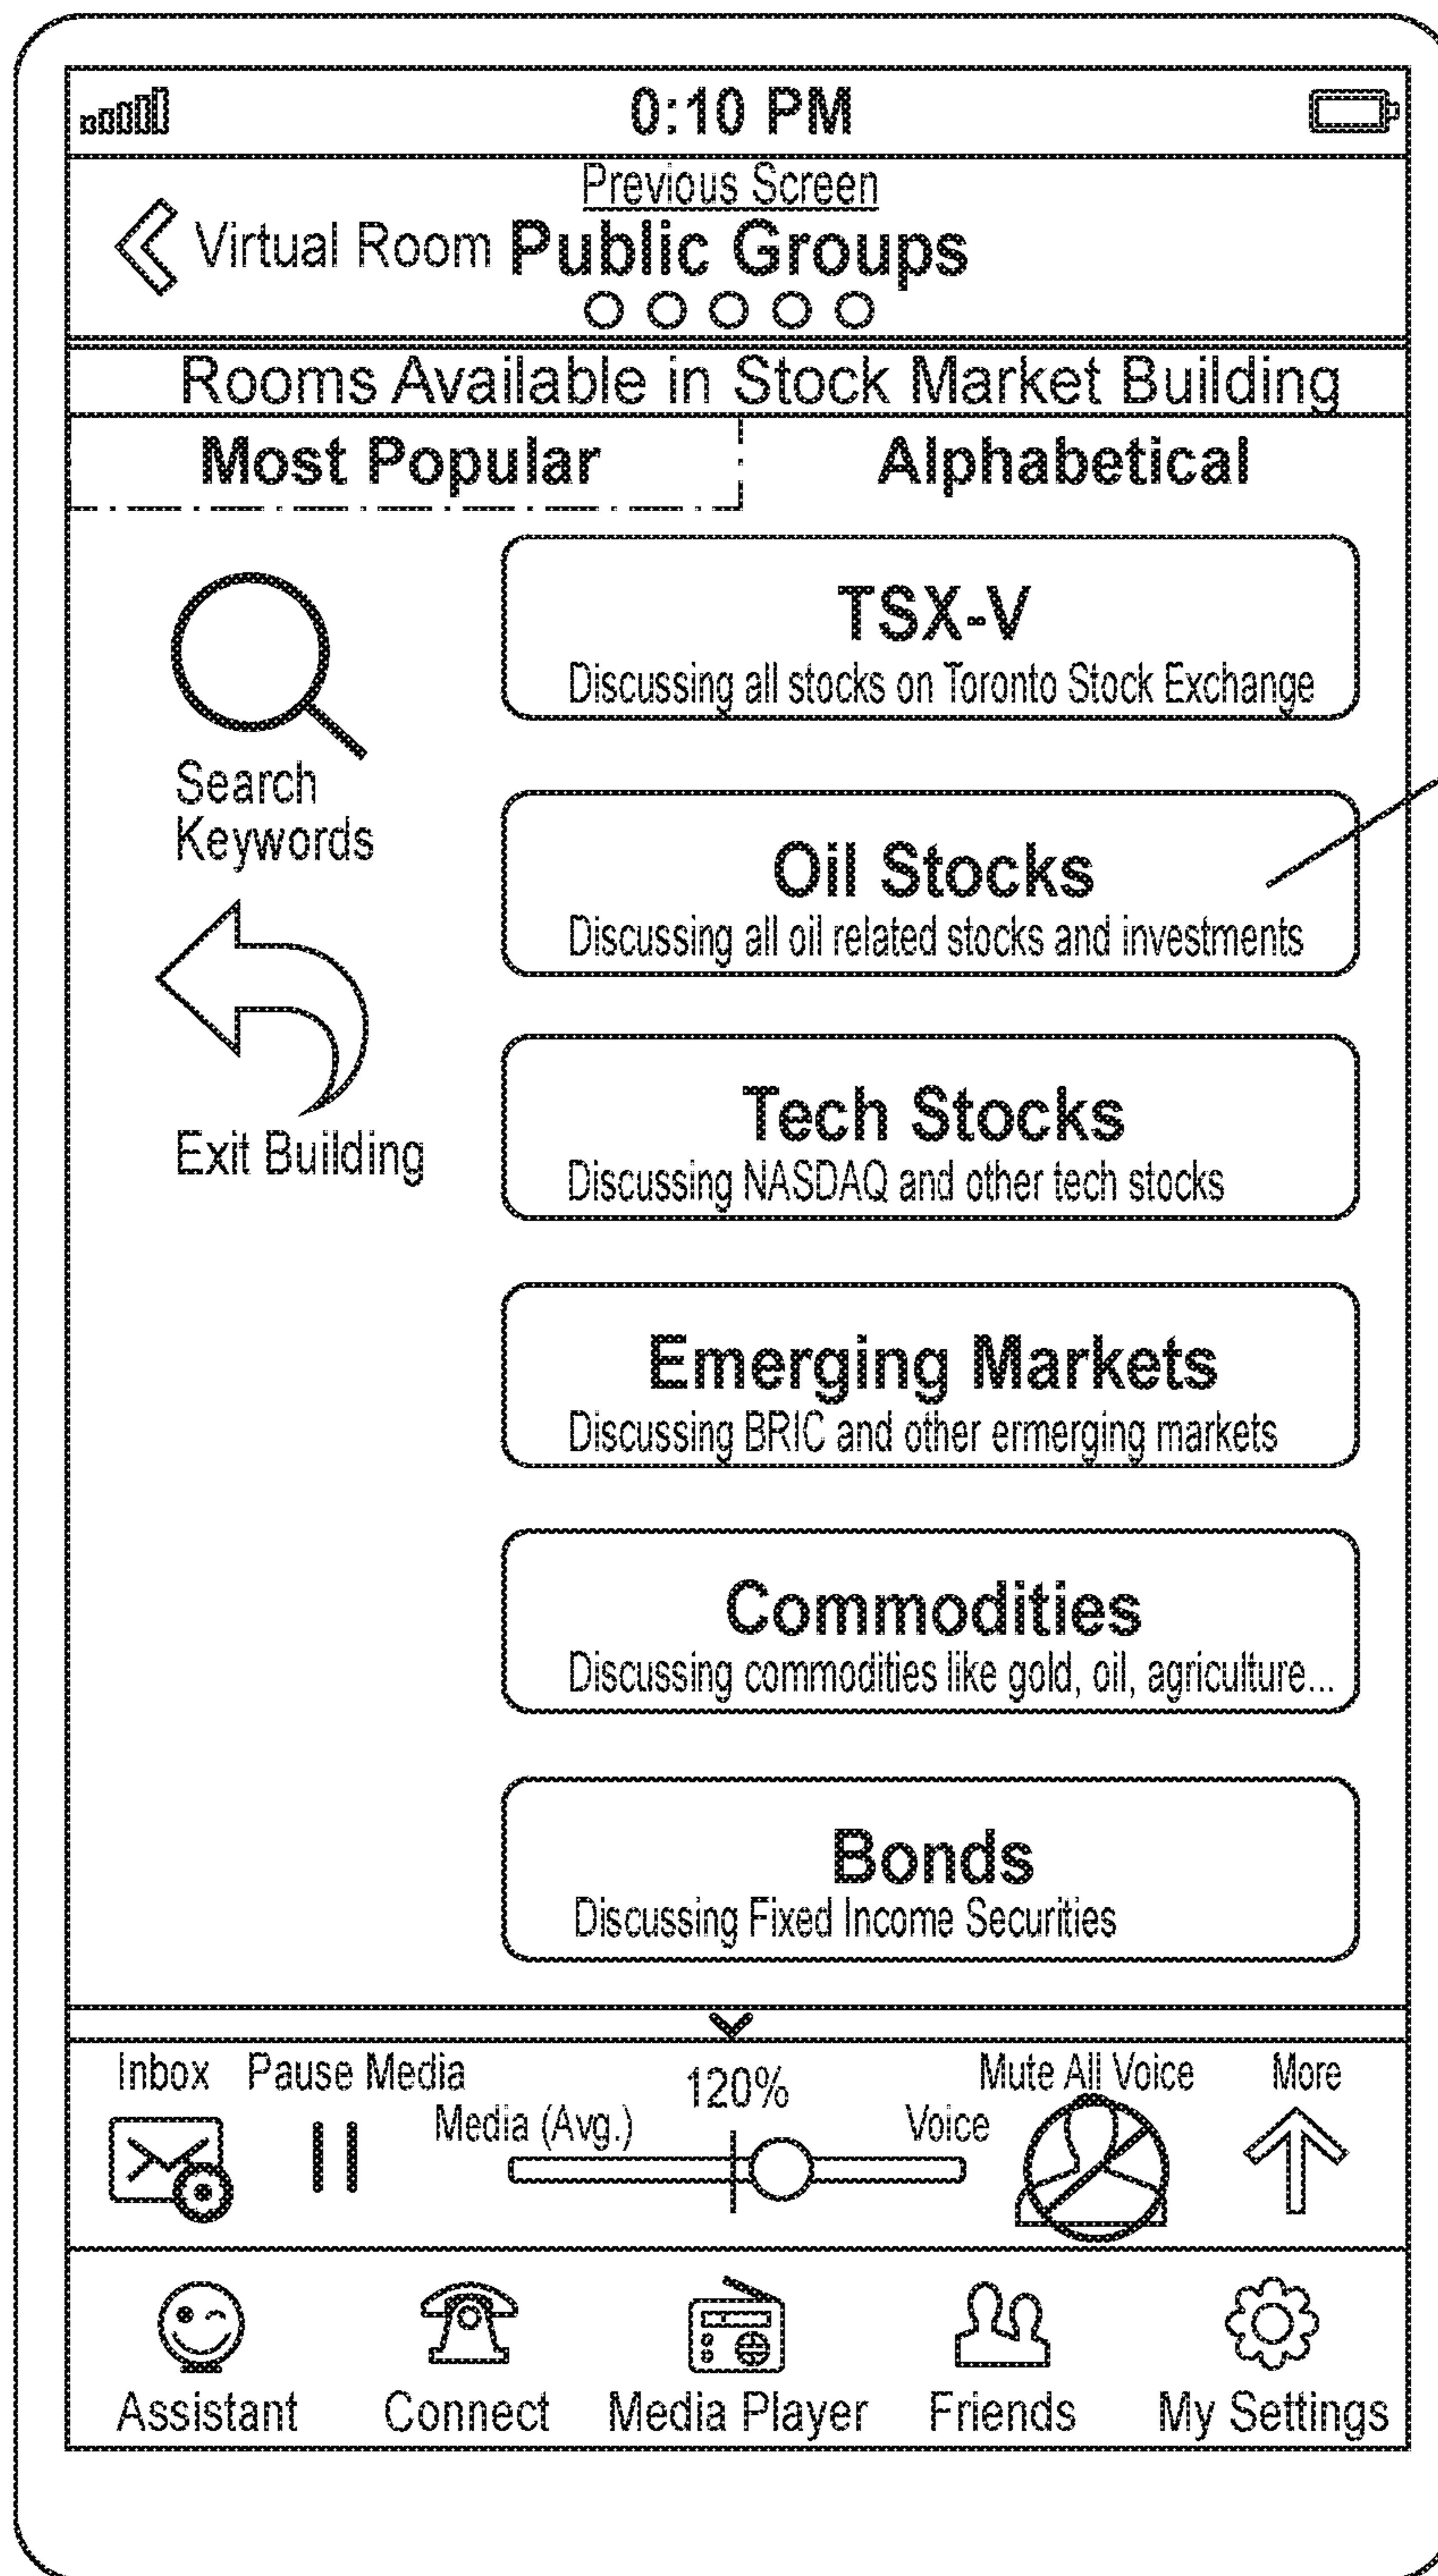 0:10 PM
Previous Screen
Virtual Room Public Groups
Rooms Available in Stock Market Building
Most Popular Alphabetical
TSX-V
Discussing all stocks on Toronto Stock Exchange
Search
Keywords
Oil Stocks
Discussing all oil related stocks and investments
Exit Building
Tech Stocks
Discussing NASDAQ and other tech stocks
Emerging Markets
Discussing BRIC and other ermerging markets
Commodities
Discussing commodities like gold, oil, agriculture...
Bonds
Discussing Fixed Income Securities
Inbox Pause Media 120% Mute All Voice More
Media (Avg.) Voice
Assistant Connect Media Player Friends My Settings